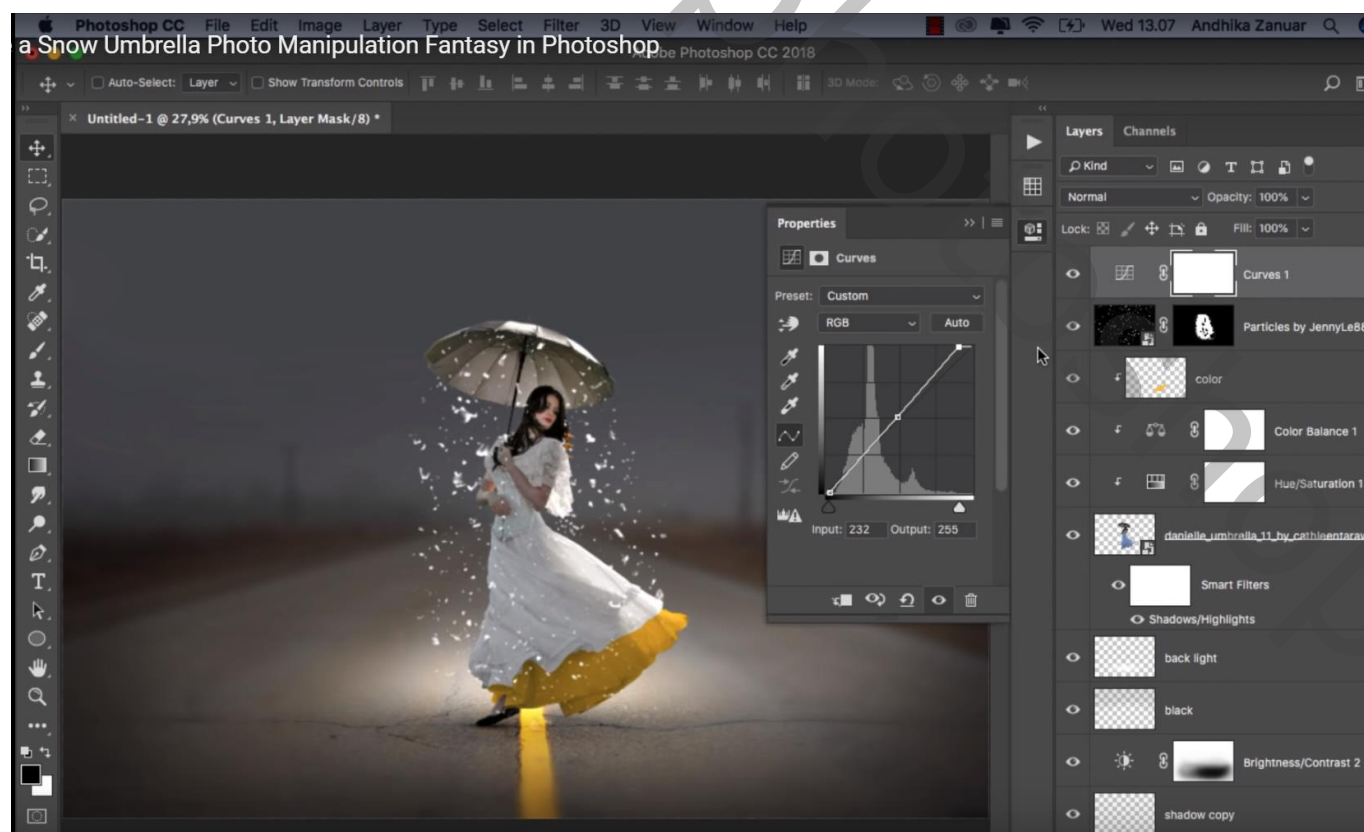 Photoshop CC File Edit Image Layer Type Select Filter 3D View Window Help Wed 13.07 Andhika Zanuar
a Snow Umbrella Photo Manipulation Fantasy in Photoshop
Adobe Photoshop CC 2018
Auto-Select: Layer Show Transform Controls 3D Mode:
× Untitled-1 @ 27,9% (Curves 1, Layer Mask/8) *
Properties
Curves
Preset: Custom
RGB Auto
Input: 232 Output: 255
Layers Channels
Kind
Normal Opacity: 100%
Lock: Fill: 100%
Curves 1
Particles by JennyLe88
color
Color Balance 1
Hue/Saturation 1
Smart Filters
Shadows/Highlights
back light
black
Brightness/Contrast 2
shadow copy